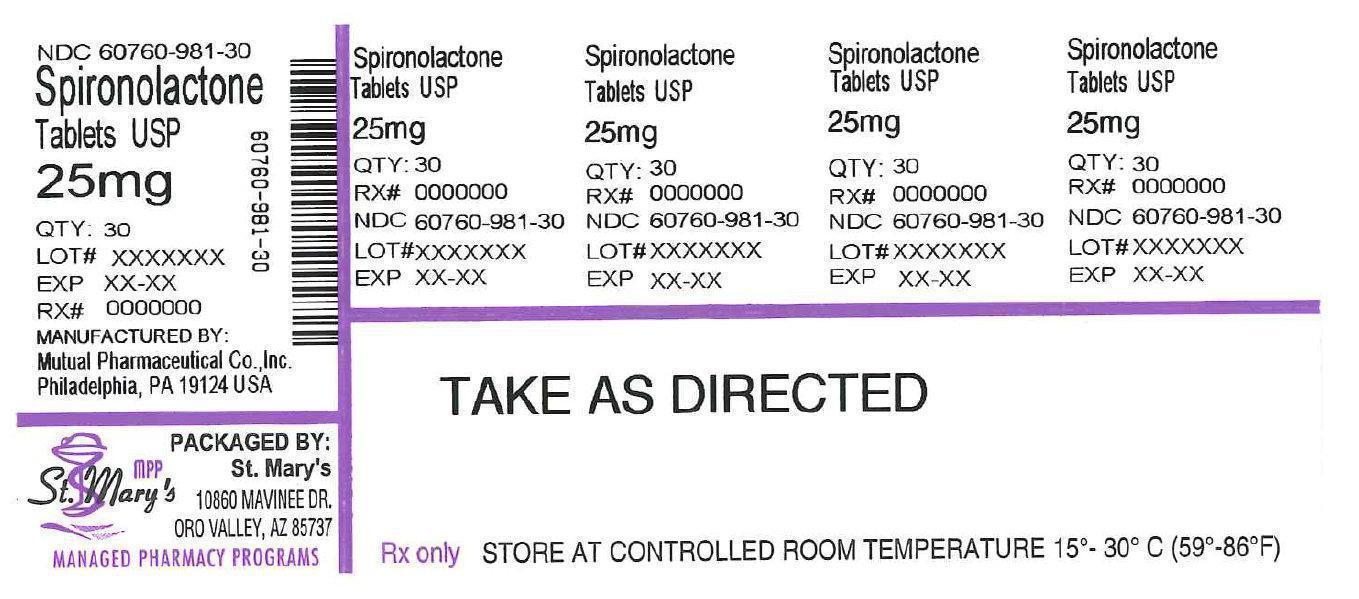 NDC 60760-981-30
Spironolactone
Tablets USP
25mg
QTY: 30
LOT# XXXXXXX
EXP XX-XX
RX# 0000000
MANUFACTURED BY:
Mutual Pharmaceutical Co.,Inc.
Philadelphia, PA 19124 USA
60760-981-30
PACKAGED BY:
St. Mary's
10860 MAVINEE DR.
ORO VALLEY, AZ 85737
MPP
St. Mary's
MANAGED PHARMACY PROGRAMS
Spironolactone
Tablets USP
25mg
QTY: 30
RX# 0000000
NDC 60760-981-30
LOT#XXXXXXX
EXP XX-XX
Spironolactone
Tablets USP
25mg
QTY: 30
RX# 0000000
NDC 60760-981-30
LOT#XXXXXXX
EXP XX-XX
Spironolactone
Tablets USP
25mg
QTY: 30
RX# 0000000
NDC 60760-981-30
LOT#XXXXXXX
EXP XX-XX
Spironolactone
Tablets USP
25mg
QTY: 30
RX# 0000000
NDC 60760-981-30
LOT#XXXXXXX
EXP XX-XX
TAKE AS DIRECTED
Rx only STORE AT CONTROLLED ROOM TEMPERATURE 15°- 30° C (59°-86°F)